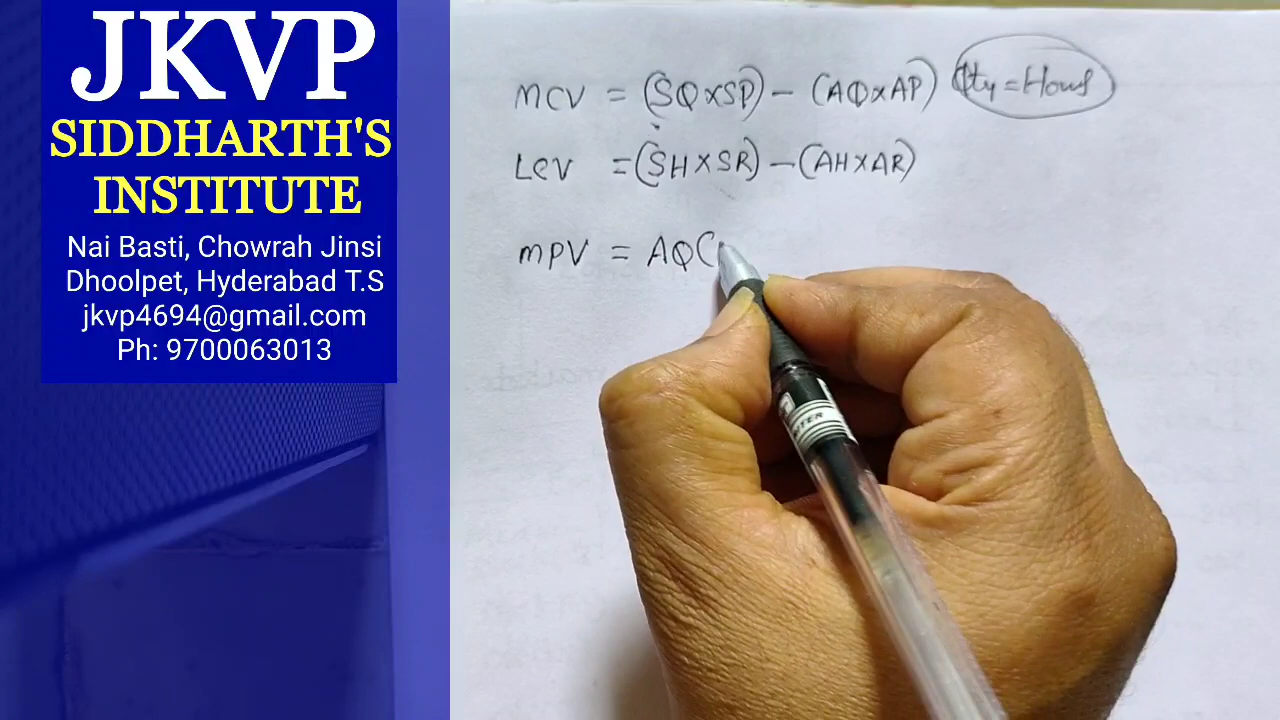 JKVP
SIDDHARTH'S
INSTITUTE
Nai Basti, Chowrah Jinsi
Dhoolpet, Hyderabad T.S
jkvp4694@gmail.com
Ph: 9700063013
MCV = (SQ×SP) – (AQ×AP) Qty = Hours
LCV = (SH×SR) – (AH×AR)
MPV = AQ(